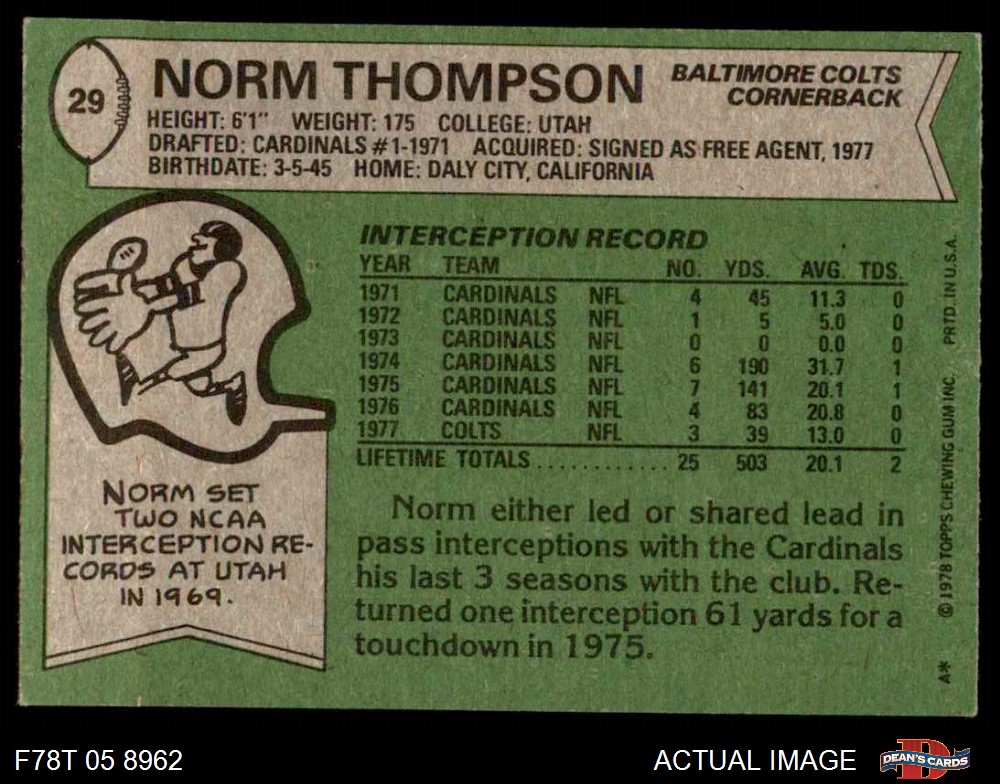 29
NORM THOMPSON
BALTIMORE COLTS
CORNERBACK
HEIGHT: 6'1" WEIGHT: 175 COLLEGE: UTAH
DRAFTED: CARDINALS #1-1971 ACQUIRED: SIGNED AS FREE AGENT, 1977
BIRTHDATE: 3-5-45 HOME: DALY CITY, CALIFORNIA
INTERCEPTION RECORD
YEAR TEAM NO. YDS. AVG. TDS.
1971 CARDINALS NFL 4 45 11.3 0
1972 CARDINALS NFL 1 5 5.0 0
1973 CARDINALS NFL 0 0 0.0 0
1974 CARDINALS NFL 6 190 31.7 1
1975 CARDINALS NFL 7 141 20.1 1
1976 CARDINALS NFL 4 83 20.8 0
1977 COLTS NFL 3 39 13.0 0
LIFETIME TOTALS............ 25 503 20.1 2
NORM SET
TWO NCAA
INTERCEPTION RE-
CORDS AT UTAH
IN 1969.
Norm either led or shared lead in
pass interceptions with the Cardinals
his last 3 seasons with the club. Re-
turned one interception 61 yards for a
touchdown in 1975.
A* © 1978 TOPPS CHEWING GUM INC. PRTD. IN U.S.A.
F78T 05 8962
ACTUAL IMAGE
D
DEAN'S CARDS